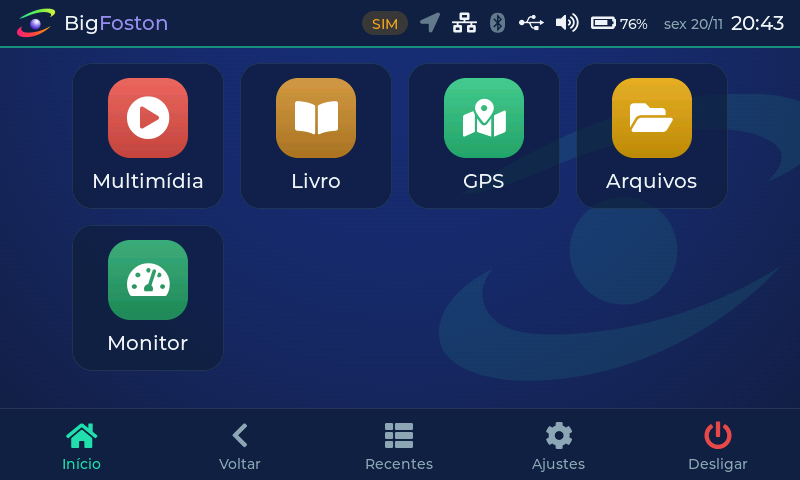 BigFoston SIM 76% sex 20/11 20:43
Multimídia Livro GPS Arquivos
Monitor
Início Voltar Recentes Ajustes Desligar